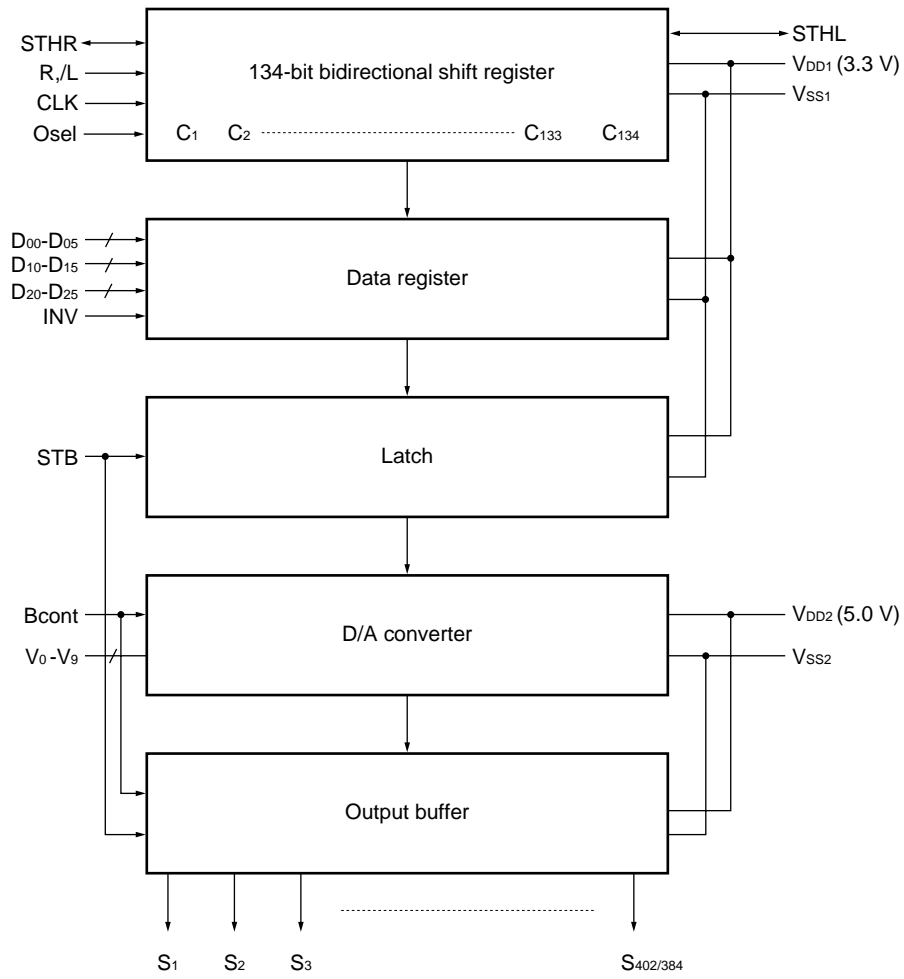 STHR
STHL
R,/L
134-bit bidirectional shift register
VDD1 (3.3 V)
CLK
VSS1
Osel
C1 C2 C133 C134
D00-D05
D10-D15
Data register
D20-D25
INV
STB
Latch
Bcont
VDD2 (5.0 V)
D/A converter
V0-V9
VSS2
Output buffer
S1 S2 S3 S402/384